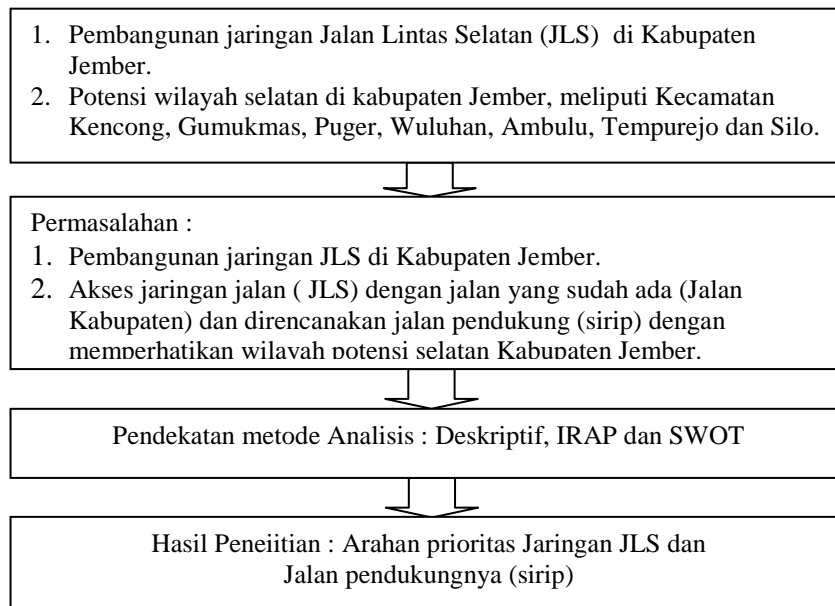 1. Pembangunan jaringan Jalan Lintas Selatan (JLS) di Kabupaten
Jember.
2. Potensi wilayah selatan di kabupaten Jember, meliputi Kecamatan
Kencong, Gumukmas, Puger, Wuluhan, Ambulu, Tempurejo dan Silo.
Permasalahan :
1. Pembangunan jaringan JLS di Kabupaten Jember.
2. Akses jaringan jalan ( JLS) dengan jalan yang sudah ada (Jalan
Kabupaten) dan direncanakan jalan pendukung (sirip) dengan
memperhatikan wilayah potensi selatan Kabupaten Jember.
Pendekatan metode Analisis : Deskriptif, IRAP dan SWOT
Hasil Peneiitian : Arahan prioritas Jaringan JLS dan
Jalan pendukungnya (sirip)